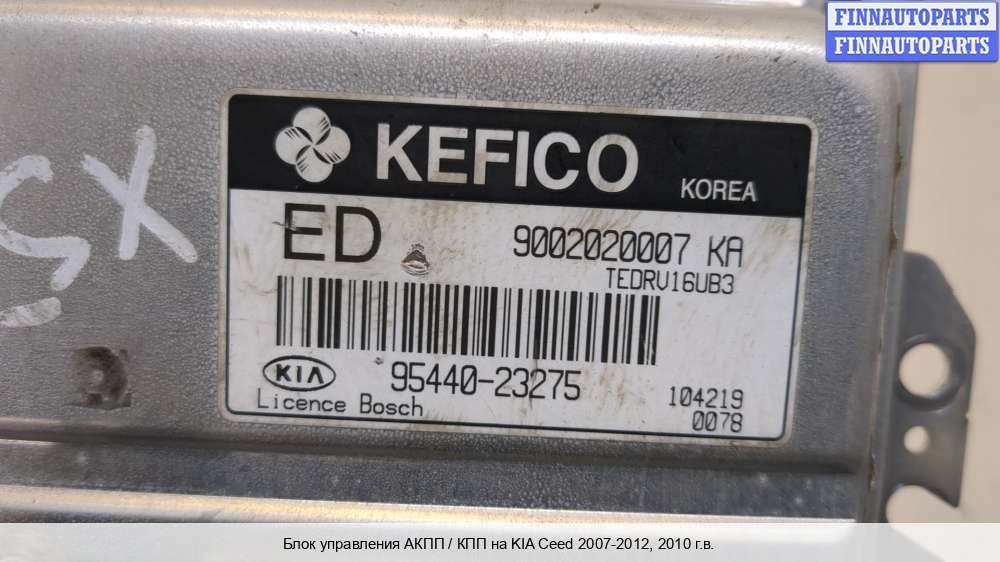 FINNAUTOPARTS
FINNAUTOPARTS
KEFICO
KOREA
ED
9002020007 KA
TEDRV16UB3
KIA
95440-23275
104219
Licence Bosch
0078
Блок управления АКПП / КПП на KIA Ceed 2007-2012, 2010 г.в.